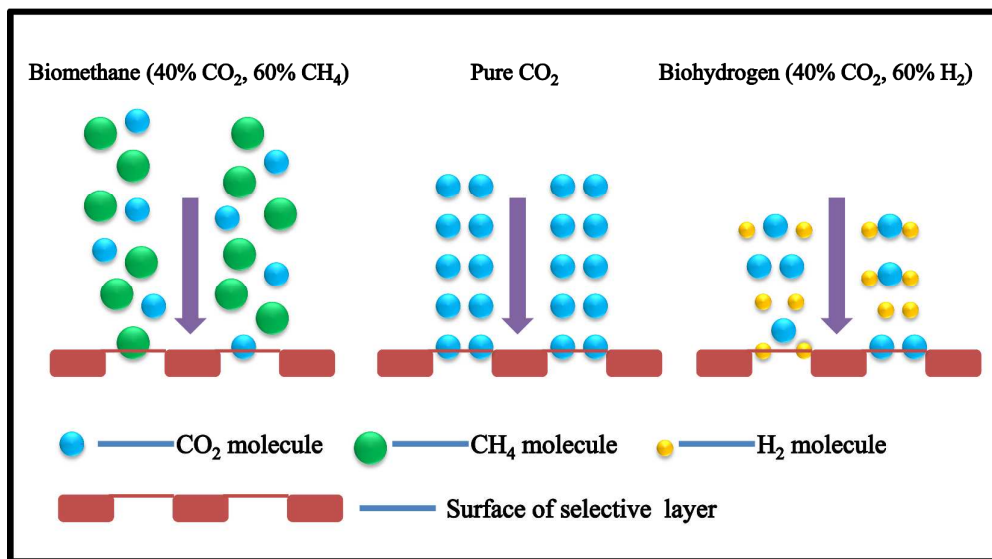 Biomethane (40% CO₂, 60% CH₄)
Pure CO₂
Biohydrogen (40% CO₂, 60% H₂)
CO₂ molecule
CH₄ molecule
H₂ molecule
Surface of selective layer